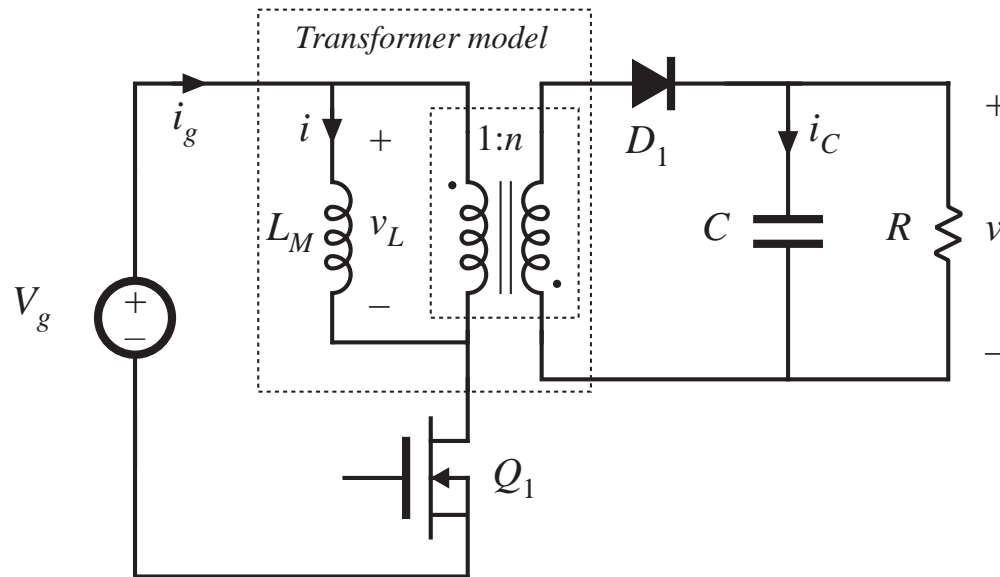 Transformer model
i_g
i
+
1:n
D_1
i_C
+
L_M
v_L
C
R
v
V_g
+
–
–
–
Q_1